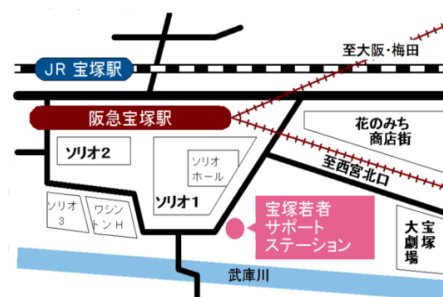 至大阪・梅田
JR 宝塚駅
阪急宝塚駅
花のみち
商店街
ソリオ2
ソリオ
ホール
至西宮北口
ソリオ1
宝塚若者
サポート
ステーション
ソリオ
3
ワシン
トンH
宝塚
大劇場
武庫川